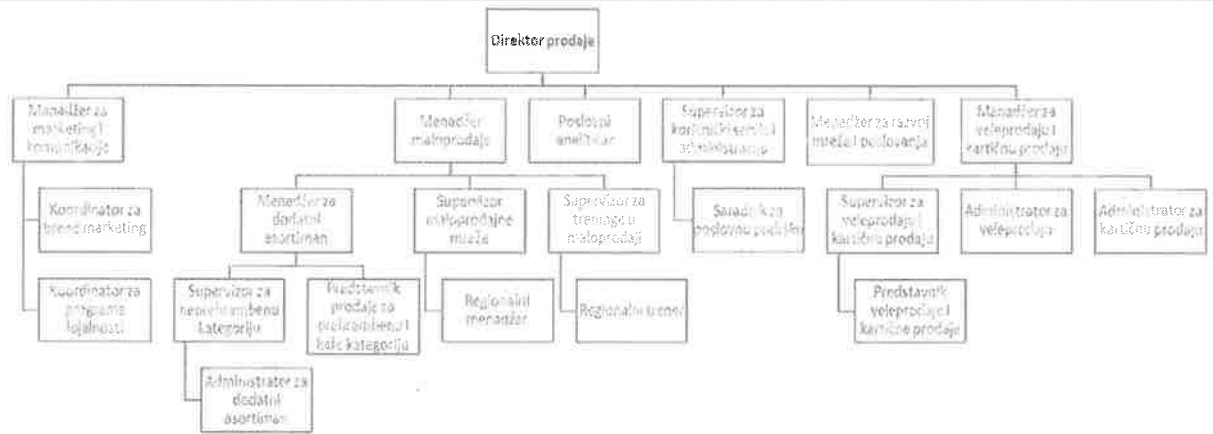 Direktor prodaje
Menadžer za
marketing i
komunikacije
Menadžer
maloprodaje
Poslovni
analitičar
Supervizor za
korisnički servis i
administraciju
Menadžer za razvoj
mreže i poslovanja
Menadžer za
veleprodaju i
kartičnu prodaju
Koordinator za
brend marketing
Menadžer za
dodatni
asortiman
Supervizor
maloprodajne
mreže
Supervizor za
treninge u
maloprodaji
Saradnik za
poslovnu podršku
Supervizor za
veleprodaju i
kartičnu prodaju
Administrator za
veleprodaju
Administrator za
kartičnu prodaju
Koordinator za
programe
lojalnosti
Supervizor za
neprehrambenu
kategoriju
Predstavnik
prodaje za
prehrambenu i
kategoriju
Regionalni
menadžer
Regionalni trener
Predstavnik
veleprodaje i
kartične prodaje
Administrator za
dodatni
asortiman